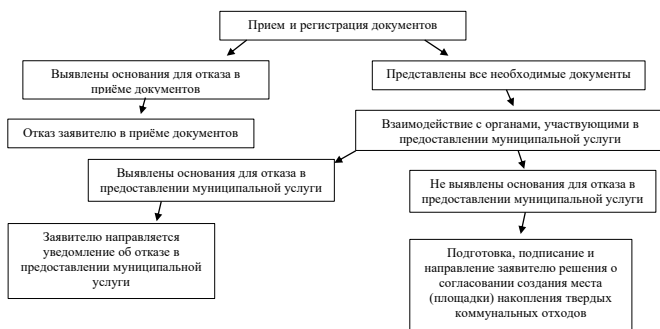 Прием и регистрация документов
Выявлены основания для отказа в
приёме документов
Представлены все необходимые документы
Отказ заявителю в приёме документов
Взаимодействие с органами, участвующими в
предоставлении муниципальной услуги
Выявлены основания для отказа в
предоставлении муниципальной услуги
Не выявлены основания для отказа в
предоставлении муниципальной услуги
Заявителю направляется
уведомление об отказе в
предоставлении муниципальной
услуги
Подготовка, подписание и
направление заявителю решения о
согласовании создания места
(площадки) накопления твердых
коммунальных отходов